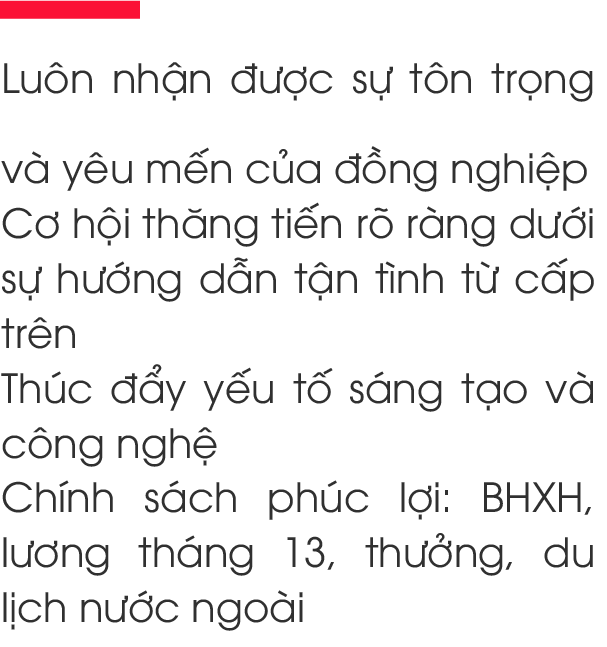 Luôn nhận được sự tôn trọng
và yêu mến của đồng nghiệp
Cơ hội thăng tiến rõ ràng dưới
sự hướng dẫn tận tình từ cấp
trên
Thúc đẩy yếu tố sáng tạo và
công nghệ
Chính sách phúc lợi: BHXH,
lương tháng 13, thưởng, du
lịch nước ngoài